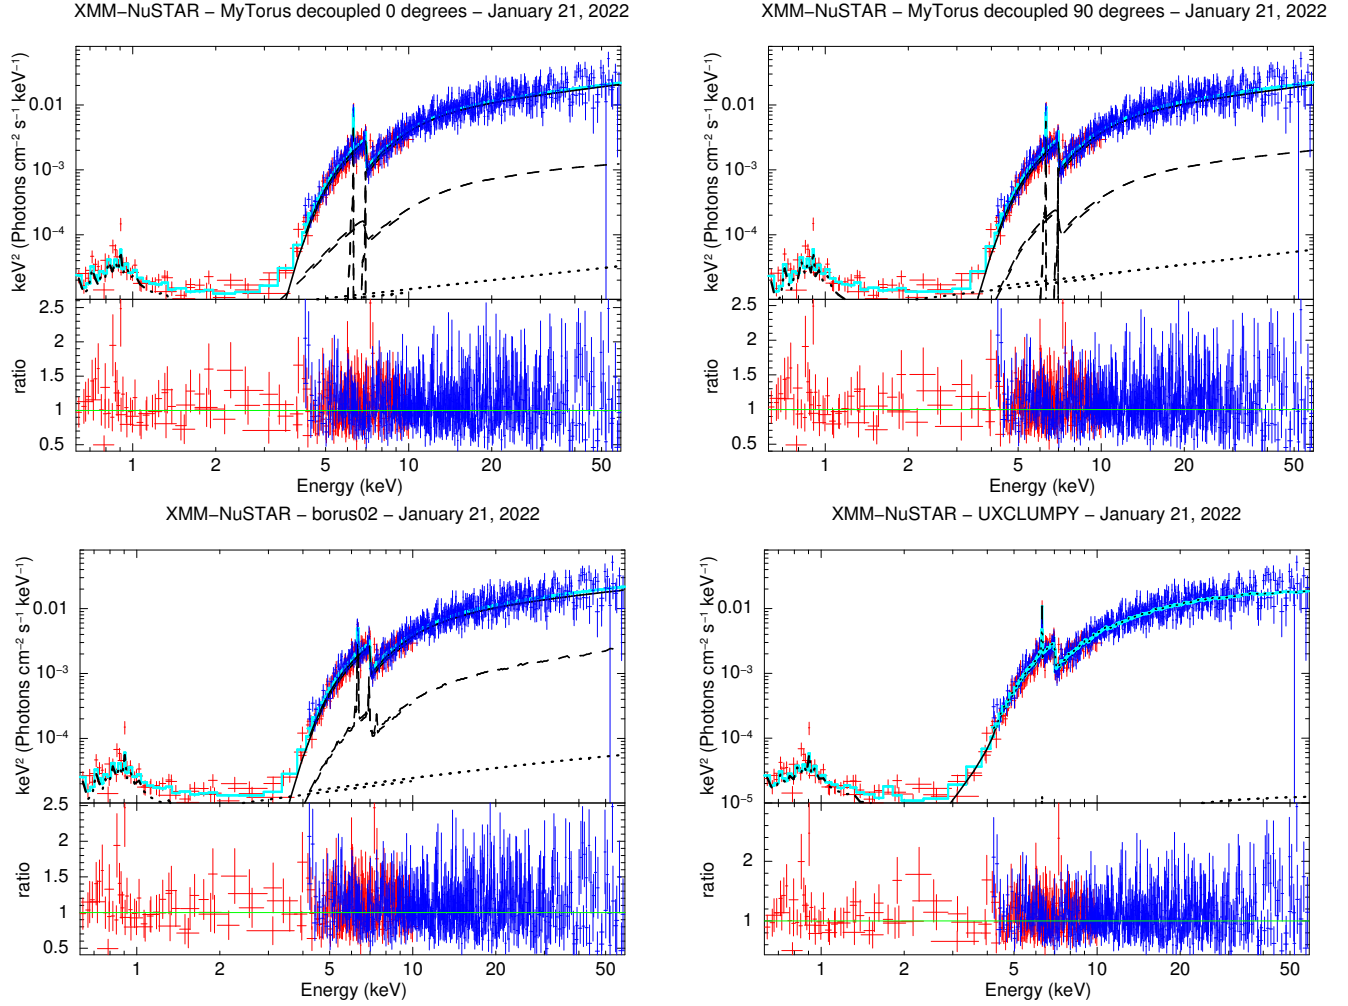 XMM−NuSTAR − MyTorus decoupled 0 degrees − January 21, 2022
keV² (Photons cm⁻² s⁻¹ keV⁻¹)
0.01
10⁻³
10⁻⁴
ratio
2.5
2
1.5
1
0.5
1 2 5 10 20 50
Energy (keV)
XMM−NuSTAR − MyTorus decoupled 90 degrees − January 21, 2022
keV² (Photons cm⁻² s⁻¹ keV⁻¹)
0.01
10⁻³
10⁻⁴
ratio
2.5
2
1.5
1
0.5
1 2 5 10 20 50
Energy (keV)
XMM−NuSTAR − borus02 − January 21, 2022
keV² (Photons cm⁻² s⁻¹ keV⁻¹)
0.01
10⁻³
10⁻⁴
ratio
2.5
2
1.5
1
0.5
1 2 5 10 20 50
Energy (keV)
XMM−NuSTAR − UXCLUMPY − January 21, 2022
keV² (Photons cm⁻² s⁻¹ keV⁻¹)
0.01
10⁻³
10⁻⁴
10⁻⁵
ratio
2
1
1 2 5 10 20 50
Energy (keV)